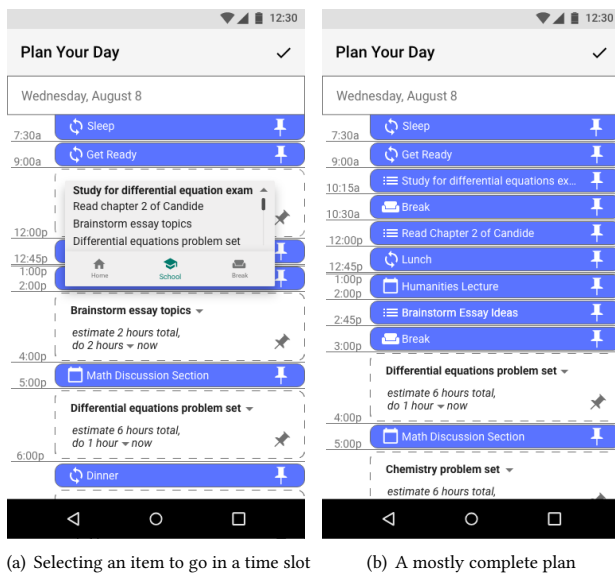 12:30
Plan Your Day
Wednesday, August 8
Sleep
7:30a
Get Ready
9:00a
Study for differential equation exam
Read chapter 2 of Candide
Brainstorm essay topics
Differential equations problem set
12:00p
Home
School
Break
12:45p
1:00p
2:00p
Brainstorm essay topics
estimate 2 hours total,
do 2 hours now
4:00p
Math Discussion Section
5:00p
Differential equations problem set
estimate 6 hours total,
do 1 hour now
6:00p
Dinner
(a) Selecting an item to go in a time slot
12:30
Plan Your Day
Wednesday, August 8
Sleep
7:30a
Get Ready
9:00a
Study for differential equations ex...
10:15a
Break
10:30a
Read Chapter 2 of Candide
12:00p
Lunch
12:45p
1:00p
Humanities Lecture
2:00p
Brainstorm Essay Ideas
2:45p
Break
3:00p
Differential equations problem set
estimate 6 hours total,
do 1 hour now
4:00p
Math Discussion Section
5:00p
Chemistry problem set
estimate 6 hours total,
(b) A mostly complete plan